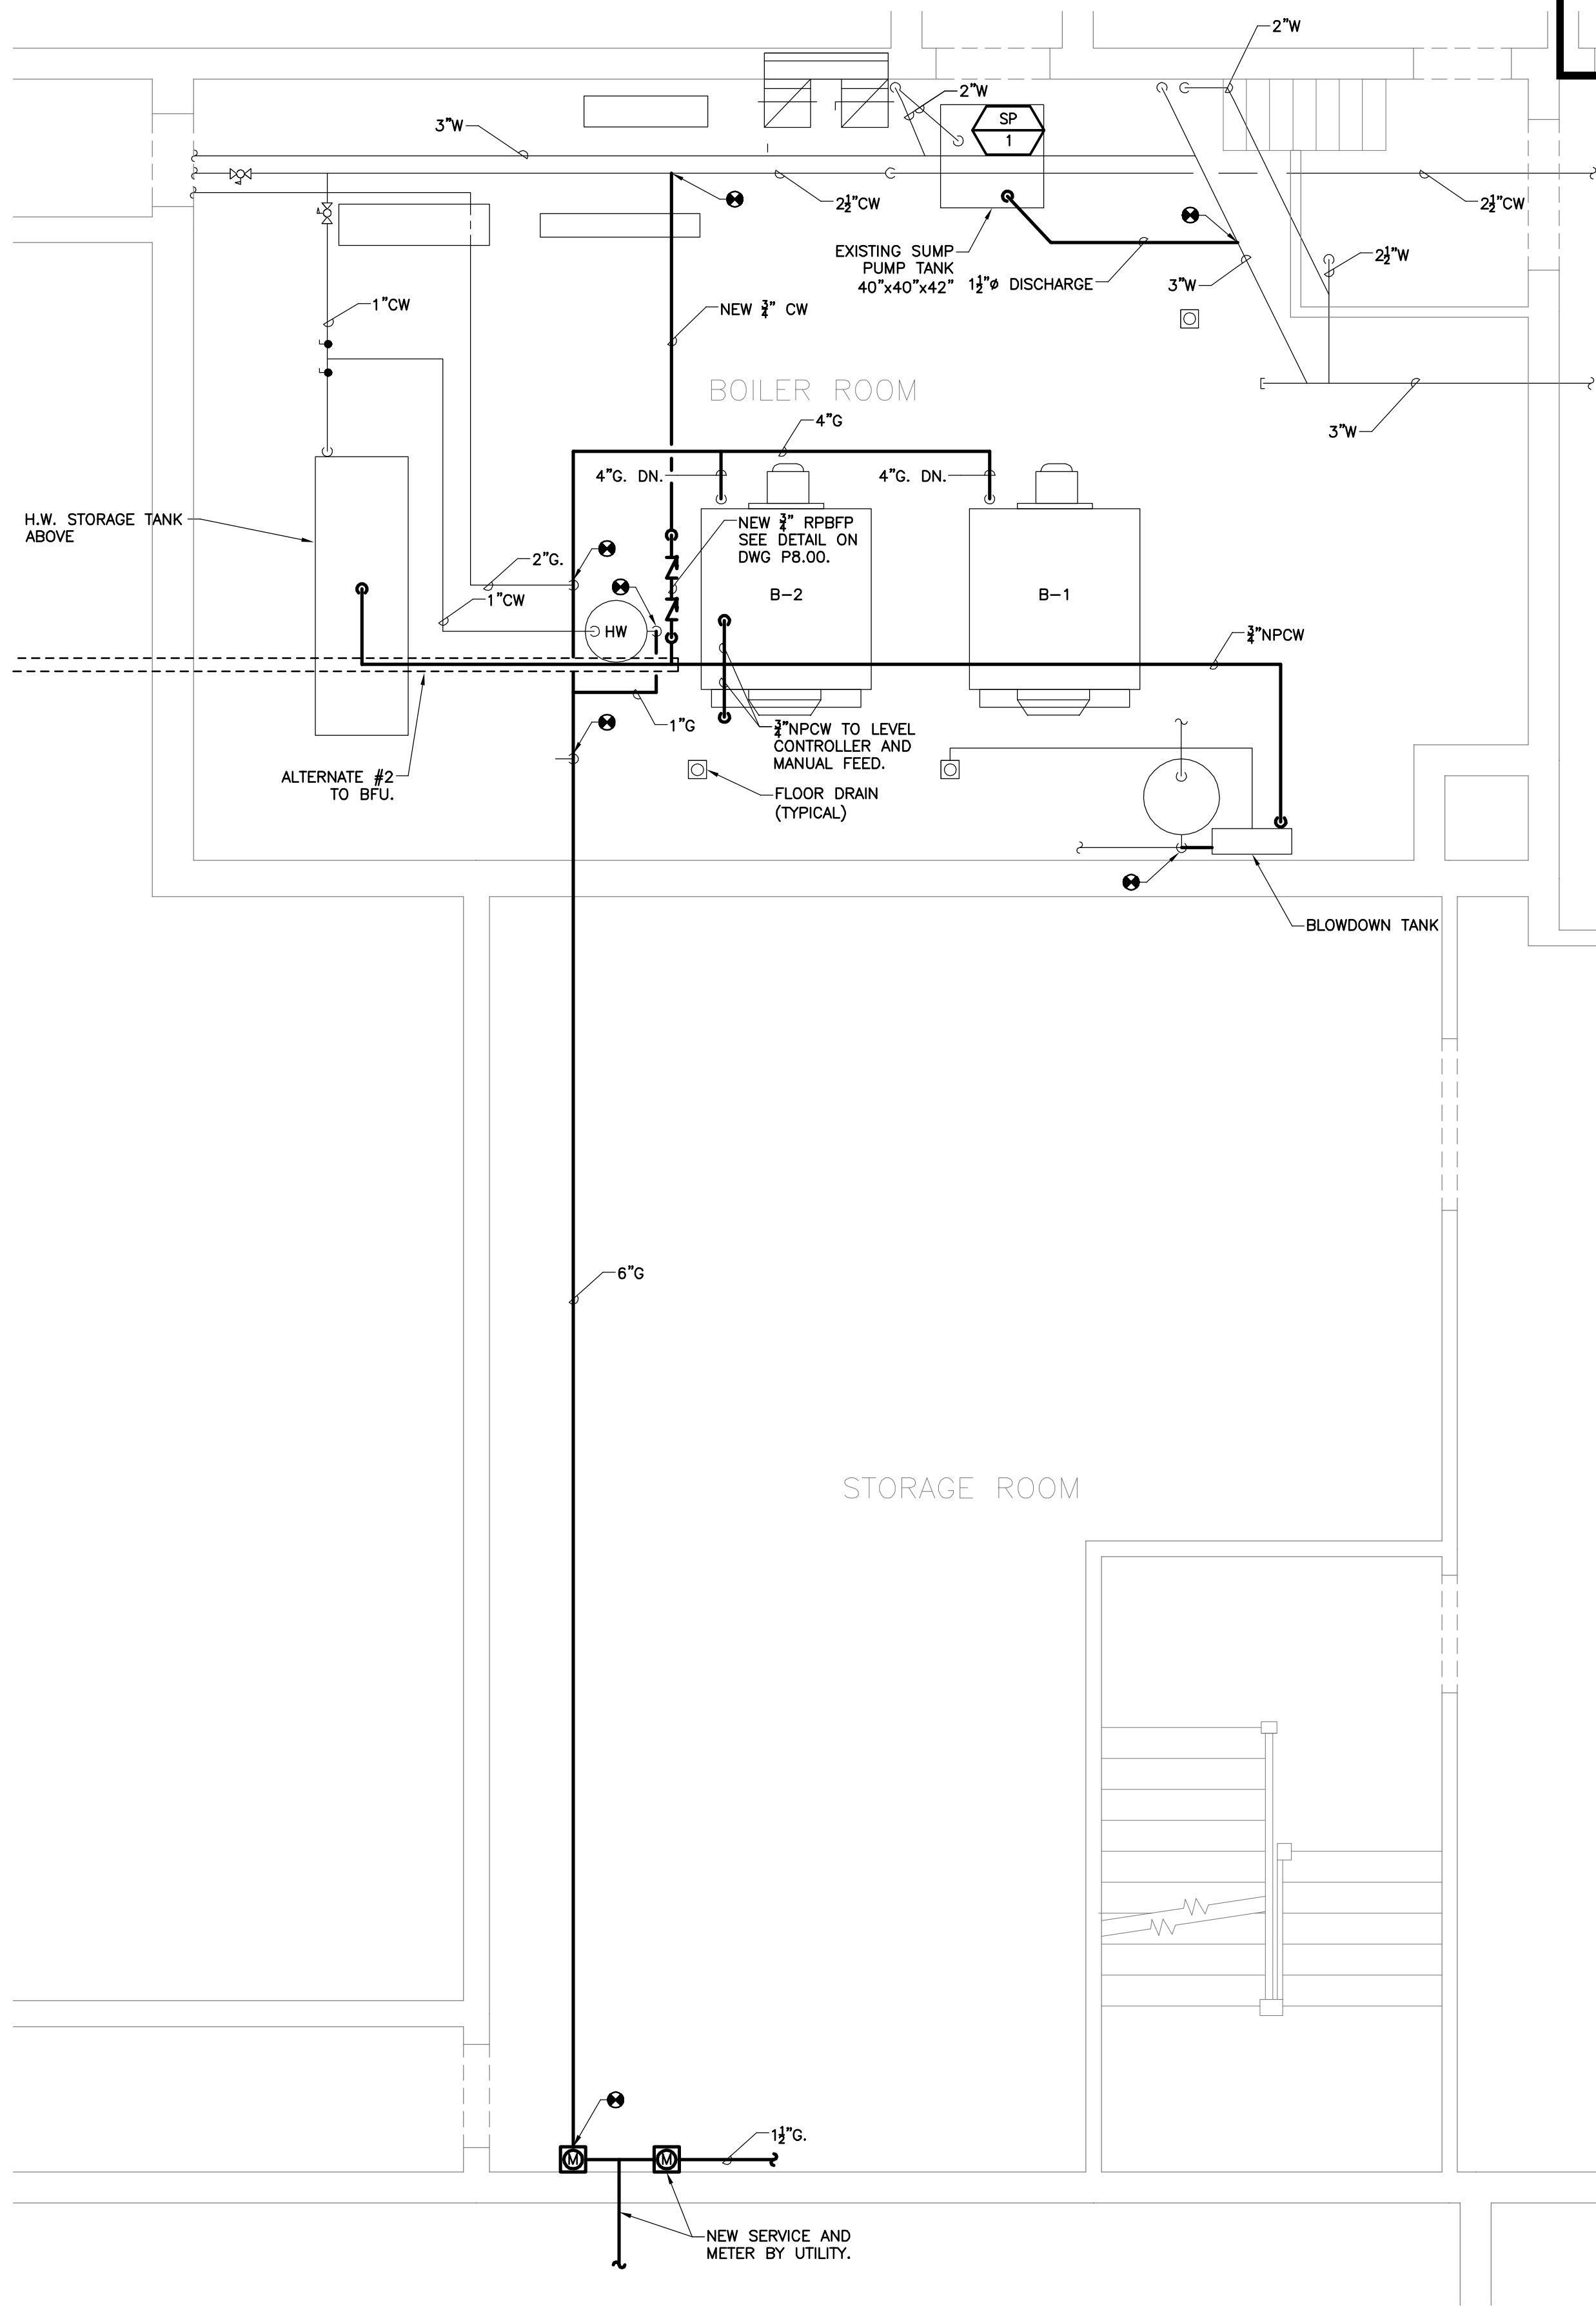 2"W
2"W
SP
1
3"W
2½"CW
2½"CW
EXISTING SUMP
PUMP TANK
40"x40"x42"
1½"ø DISCHARGE
3"W
2½"W
1"CW
NEW ¾" CW
BOILER ROOM
4"G
3"W
4"G. DN.
4"G. DN.
H.W. STORAGE TANK
ABOVE
NEW ¾" RPBFP
SEE DETAIL ON
DWG P8.00.
2"G.
1"CW
B-2
B-1
HW
¾"NPCW
1"G
¾"NPCW TO LEVEL
CONTROLLER AND
MANUAL FEED.
ALTERNATE #2
TO BFU.
FLOOR DRAIN
(TYPICAL)
BLOWDOWN TANK
6"G
STORAGE ROOM
1½"G.
M
M
NEW SERVICE AND
METER BY UTILITY.